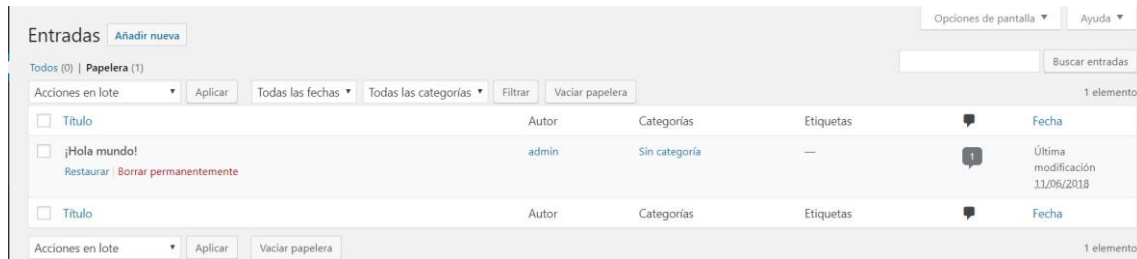 Opciones de pantalla ▼ Ayuda ▼
Entradas Añadir nueva
Todos (0) | Papelera (1) Buscar entradas
Acciones en lote ▼ Aplicar Todas las fechas ▼ Todas las categorías ▼ Filtrar Vaciar papelera 1 elemento
Título Autor Categorías Etiquetas Fecha
¡Hola mundo! admin Sin categoría — 1 Última
Restaurar | Borrar permanentemente modificación
11/06/2018
Título Autor Categorías Etiquetas Fecha
Acciones en lote ▼ Aplicar Vaciar papelera 1 elemento